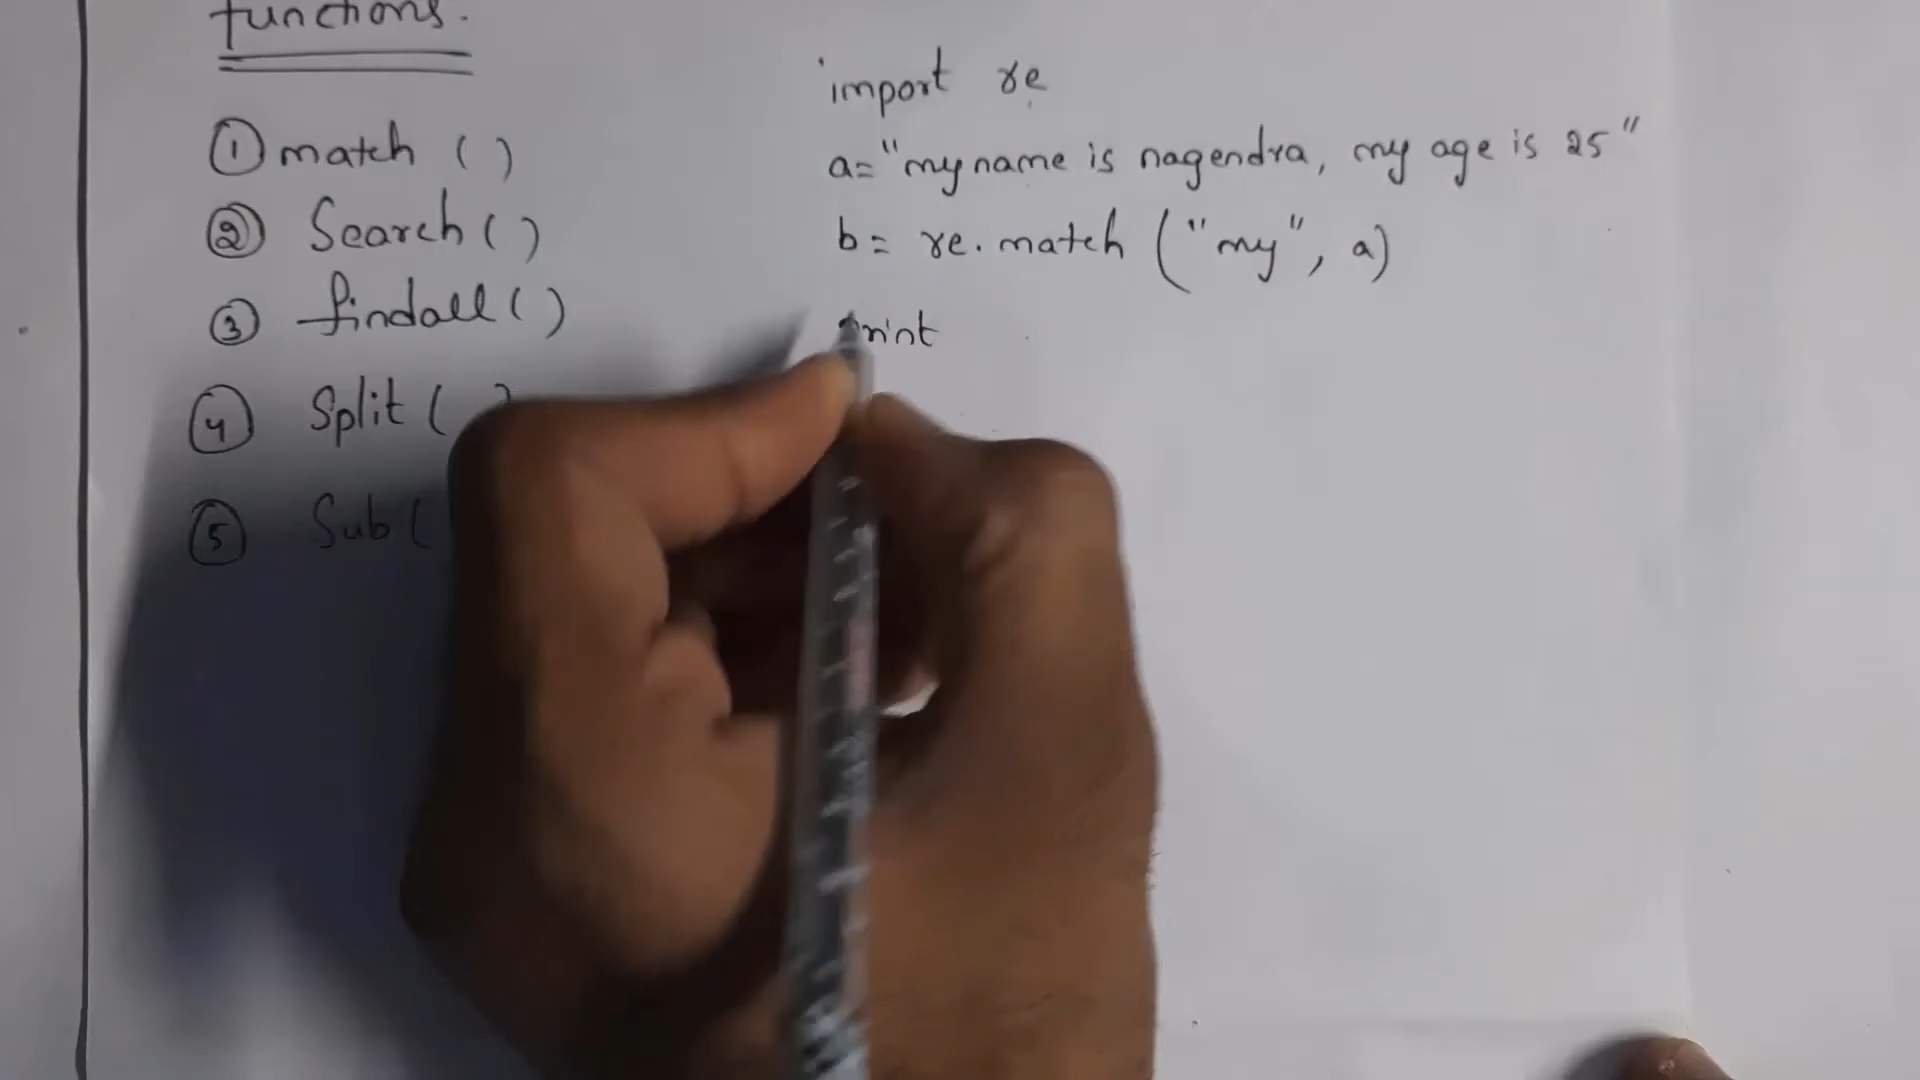 functions.
① match ( )
② Search ( )
③ findall ( )
④ Split ( )
⑤ Sub (
import re
a="my name is nagendra, my age is 25"
b= re.match ("my", a)
print